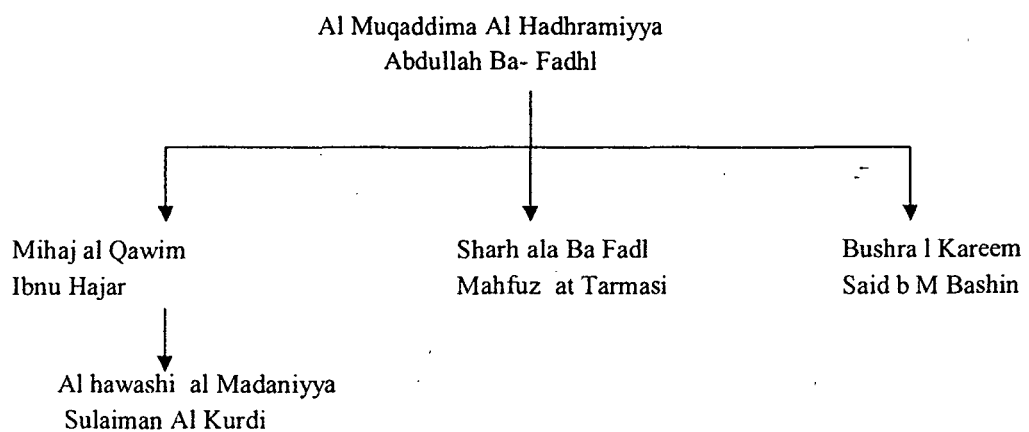 Al Muqaddima Al Hadhramiyya
Abdullah Ba- Fadhl
Mihaj al Qawim
Ibnu Hajar
Sharh ala Ba Fadl
Mahfuz at Tarmasi
Bushra l Kareem
Said b M Bashin
Al hawashi al Madaniyya
Sulaiman Al Kurdi